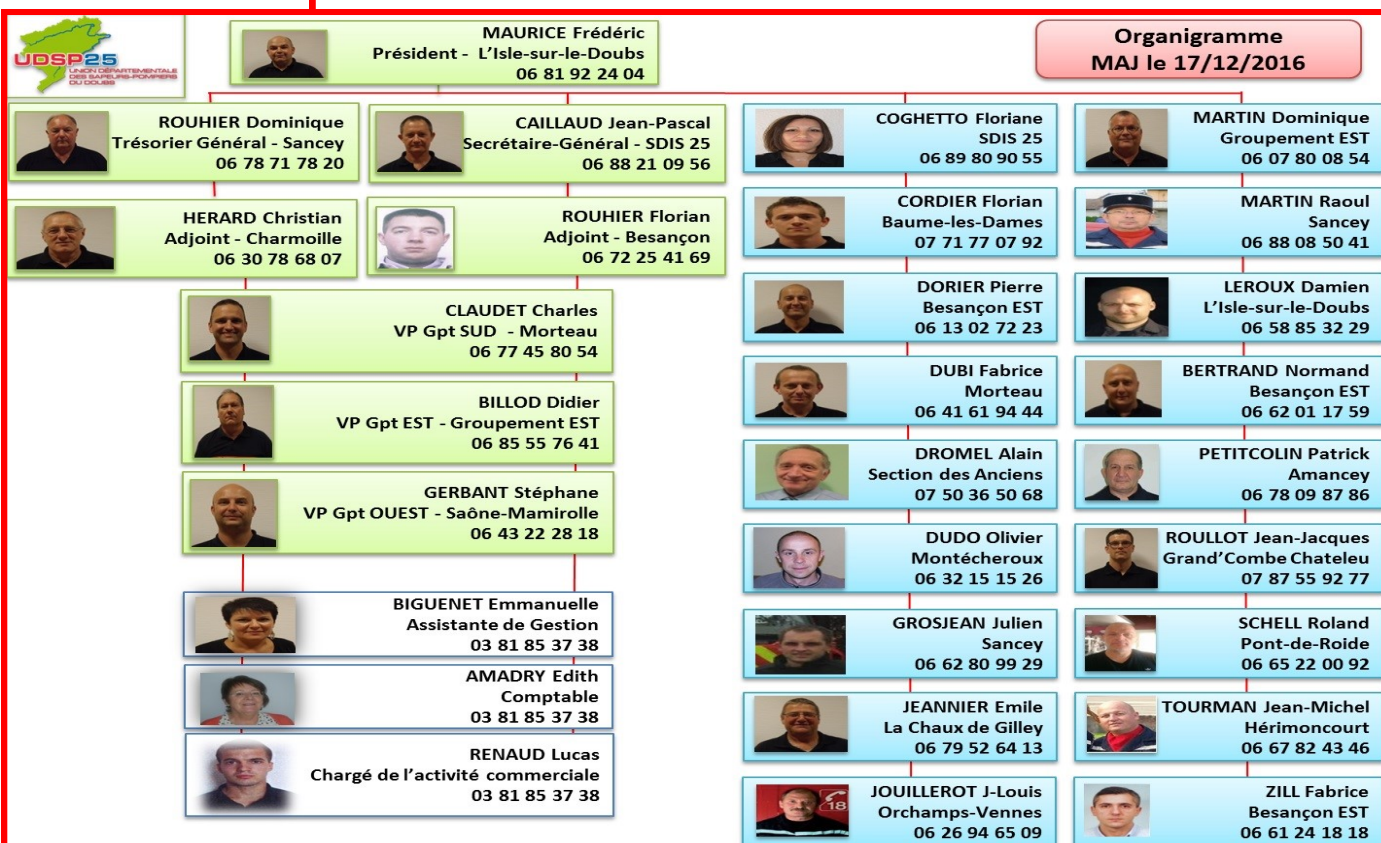 UDSP25
UNION DÉPARTEMENTALE
DES SAPEURS-POMPIERS
DU DOUBS
MAURICE Frédéric
Président - L'Isle-sur-le-Doubs
06 81 92 24 04
Organigramme
MAJ le 17/12/2016
ROUHIER Dominique
Trésorier Général - Sancey
06 78 71 78 20
CAILLAUD Jean-Pascal
Secrétaire-Général - SDIS 25
06 88 21 09 56
HERARD Christian
Adjoint - Charmoille
06 30 78 68 07
ROUHIER Florian
Adjoint - Besançon
06 72 25 41 69
CLAUDET Charles
VP Gpt SUD - Morteau
06 77 45 80 54
BILLOD Didier
VP Gpt EST - Groupement EST
06 85 55 76 41
GERBANT Stéphane
VP Gpt OUEST - Saône-Mamirolle
06 43 22 28 18
BIGUENET Emmanuelle
Assistante de Gestion
03 81 85 37 38
AMADRY Edith
Comptable
03 81 85 37 38
RENAUD Lucas
Chargé de l'activité commerciale
03 81 85 37 38
COGHETTO Floriane
SDIS 25
06 89 80 90 55
CORDIER Florian
Baume-les-Dames
07 71 77 07 92
DORIER Pierre
Besançon EST
06 13 02 72 23
DUBI Fabrice
Morteau
06 41 61 94 44
DROMEL Alain
Section des Anciens
07 50 36 50 68
DUDO Olivier
Montécheroux
06 32 15 15 26
GROSJEAN Julien
Sancey
06 62 80 99 29
JEANNIER Emile
La Chaux de Gilley
06 79 52 64 13
18
JOUILLEROT J-Louis
Orchamps-Vennes
06 26 94 65 09
MARTIN Dominique
Groupement EST
06 07 80 08 54
MARTIN Raoul
Sancey
06 88 08 50 41
LEROUX Damien
L'Isle-sur-le-Doubs
06 58 85 32 29
BERTRAND Normand
Besançon EST
06 62 01 17 59
PETITCOLIN Patrick
Amancey
06 78 09 87 86
ROULLOT Jean-Jacques
Grand'Combe Chateleu
07 87 55 92 77
SCHELL Roland
Pont-de-Roide
06 65 22 00 92
TOURMAN Jean-Michel
Hérimoncourt
06 67 82 43 46
ZILL Fabrice
Besançon EST
06 61 24 18 18